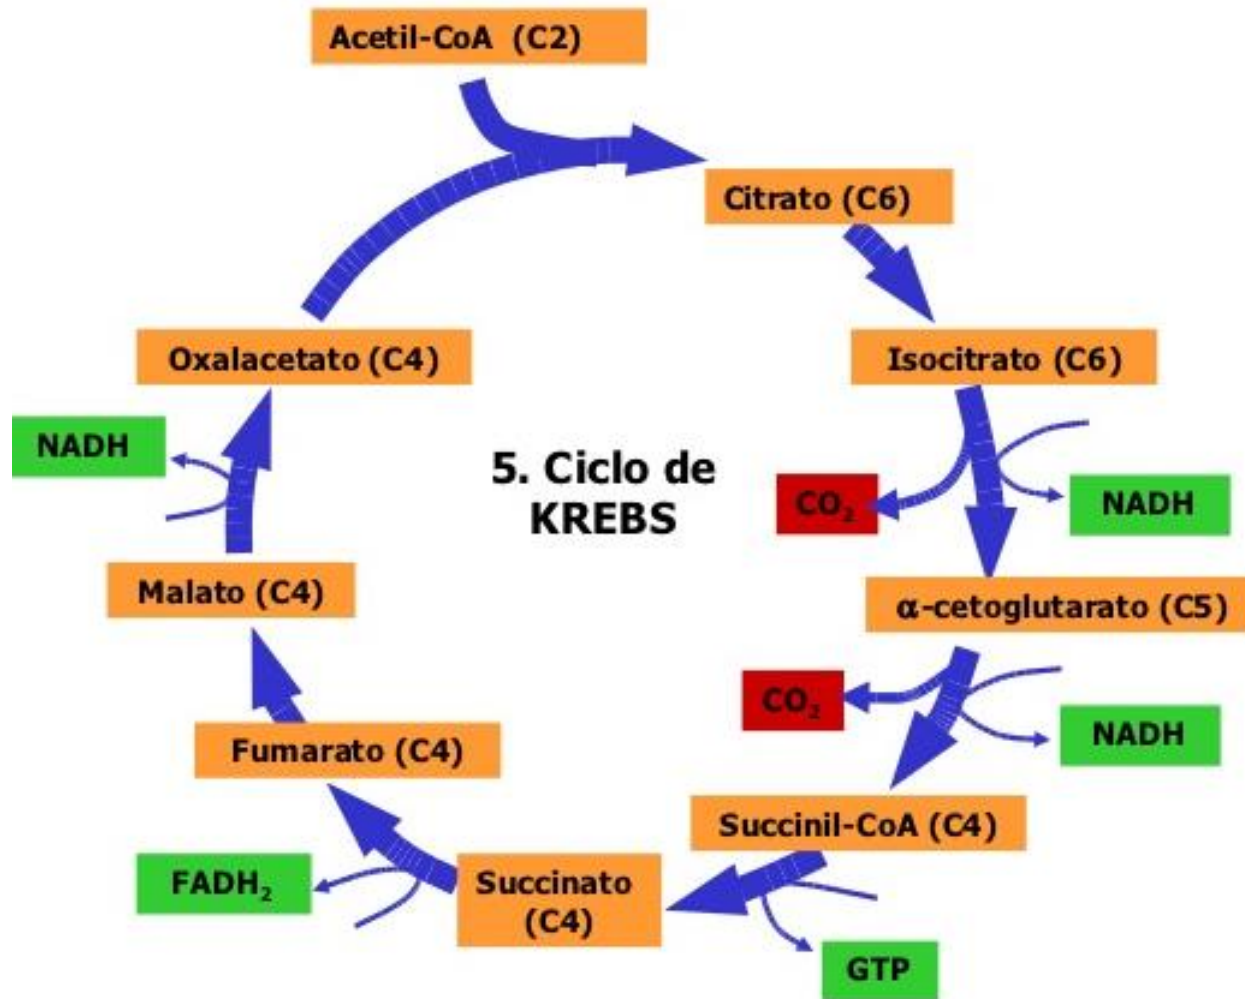 Acetil-CoA (C2)
Citrato (C6)
Oxalacetato (C4)
Isocitrato (C6)
NADH
5. Ciclo de
KREBS
CO₂
NADH
Malato (C4)
α-cetoglutarato (C5)
CO₂
NADH
Fumarato (C4)
Succinil-CoA (C4)
FADH₂
Succinato
(C4)
GTP